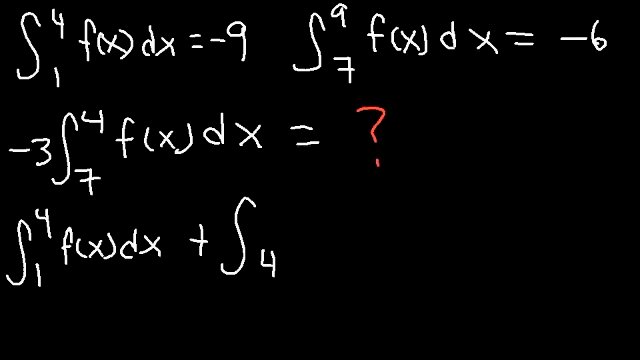 ∫₁⁴ f(x) dx = -9 ∫₇⁹ f(x) dx = -6
-3 ∫₇⁴ f(x) dx = ?
∫₁⁴ f(x) dx + ∫₄